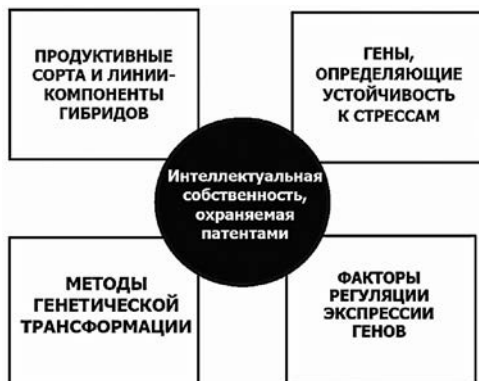 ПРОДУКТИВНЫЕ
СОРТА И ЛИНИИ-
КОМПОНЕНТЫ
ГИБРИДОВ
ГЕНЫ,
ОПРЕДЕЛЯЮЩИЕ
УСТОЙЧИВОСТЬ
К СТРЕССАМ
Интеллектуальная
собственность,
охраняемая
патентами
МЕТОДЫ
ГЕНЕТИЧЕСКОЙ
ТРАНСФОРМАЦИИ
ФАКТОРЫ
РЕГУЛЯЦИИ
ЭКСПРЕССИИ
ГЕНОВ